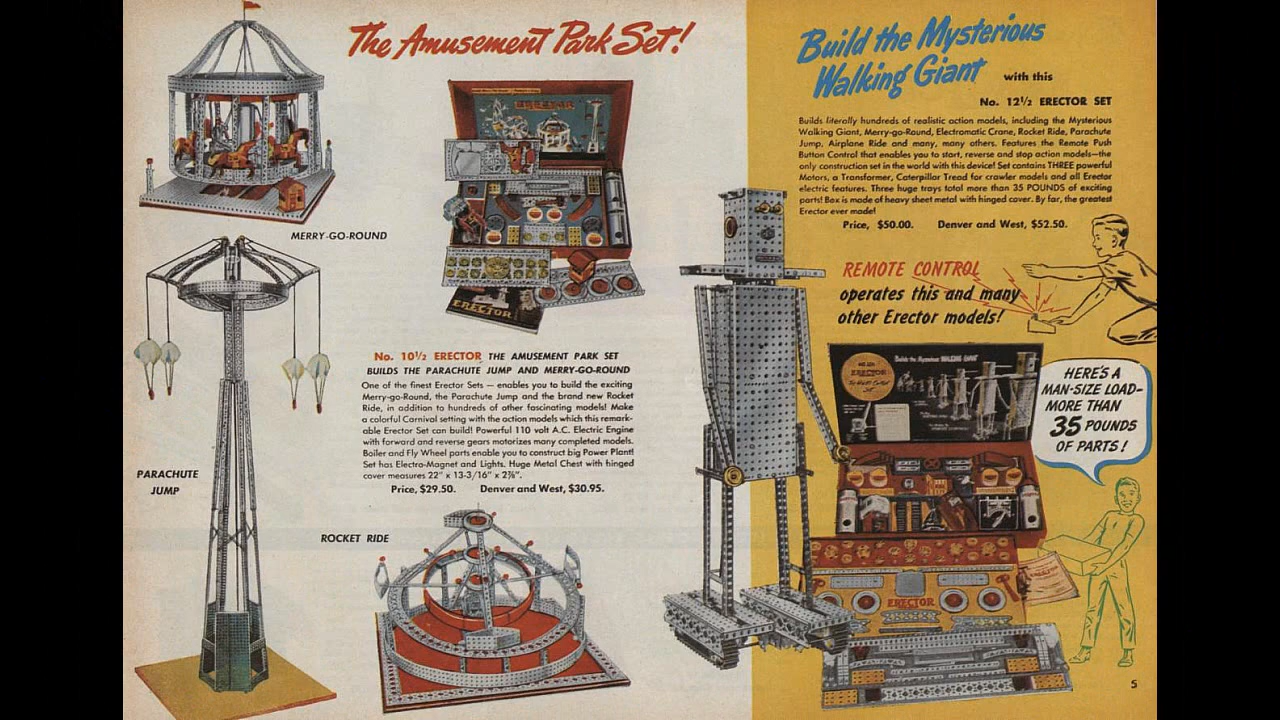 The Amusement Park Set!
ERECTOR
MERRY-GO-ROUND
ERECTOR
PARACHUTE
JUMP
No. 10½ ERECTOR THE AMUSEMENT PARK SET
BUILDS THE PARACHUTE JUMP AND MERRY-GO-ROUND
One of the finest Erector Sets — enables you to build the exciting
Merry-go-Round, the Parachute Jump and the brand new Rocket
Ride, in addition to hundreds of other fascinating models! Make
a colorful Carnival setting with the action models which this remark-
able Erector Set can build! Powerful 110 volt A.C. Electric Engine
with forward and reverse gears motorizes many completed models.
Boiler and Fly Wheel parts enable you to construct big Power Plant!
Set has Electro-Magnet and Lights. Huge Metal Chest with hinged
cover measures 22" x 13-3/16" x 2⅞".
Price, $29.50. Denver and West, $30.95.
ROCKET RIDE
Build the Mysterious
Walking Giant with this
No. 12½ ERECTOR SET
Builds literally hundreds of realistic action models, including the Mysterious
Walking Giant, Merry-go-Round, Electromatic Crane, Rocket Ride, Parachute
Jump, Airplane Ride and many, many others. Features the Remote Push
Button Control that enables you to start, reverse and stop action models—the
only construction set in the world with this device! Set contains THREE powerful
Motors, a Transformer, Caterpillar Tread for crawler models and all Erector
electric features. Three huge trays total more than 35 POUNDS of exciting
parts! Box is made of heavy sheet metal with hinged cover. By far, the greatest
Erector ever made!
Price, $50.00. Denver and West, $52.50.
REMOTE CONTROL
operates this and many
other Erector models!
Build the Mysterious WALKING GIANT
ERECTOR
HERE'S A
MAN-SIZE LOAD—
MORE THAN
35 POUNDS
OF PARTS!
ERECTOR
5